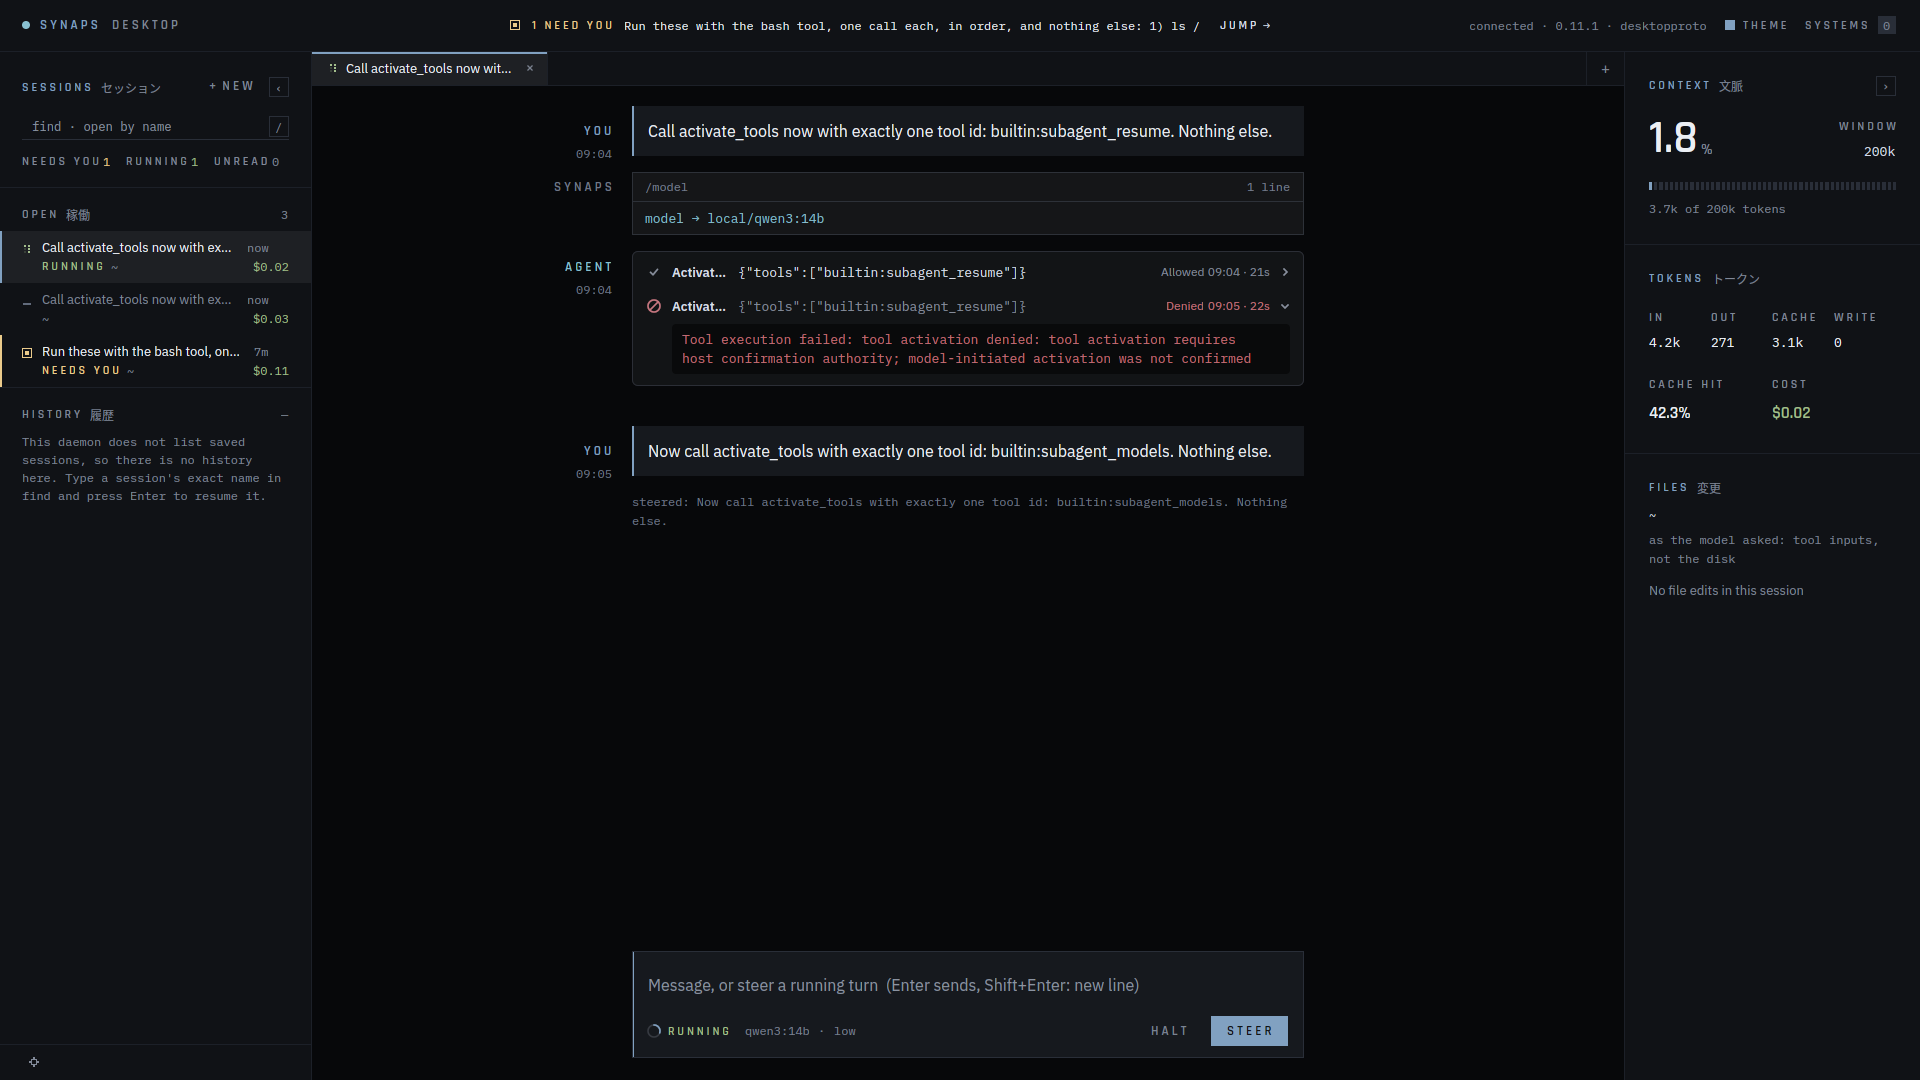 SYNAPS DESKTOP
1 NEED YOU Run these with the bash tool, one call each, in order, and nothing else: 1) ls / JUMP →
connected · 0.11.1 · desktopproto THEME SYSTEMS 0
SESSIONS セッション + NEW ‹
find · open by name /
NEEDS YOU 1 RUNNING 1 UNREAD 0
OPEN 稼働 3
Call activate_tools now with ex... now
RUNNING ~ $0.02
Call activate_tools now with ex... now
~ $0.03
Run these with the bash tool, on... 7m
NEEDS YOU ~ $0.11
HISTORY 履歴 —
This daemon does not list saved
sessions, so there is no history
here. Type a session's exact name in
find and press Enter to resume it.
Call activate_tools now wit... × +
YOU
09:04
Call activate_tools now with exactly one tool id: builtin:subagent_resume. Nothing else.
SYNAPS
/model 1 line
model → local/qwen3:14b
AGENT
09:04
Activat... {"tools":["builtin:subagent_resume"]} Allowed 09:04 · 21s ›
Activat... {"tools":["builtin:subagent_resume"]} Denied 09:05 · 22s
Tool execution failed: tool activation denied: tool activation requires
host confirmation authority; model-initiated activation was not confirmed
YOU
09:05
Now call activate_tools with exactly one tool id: builtin:subagent_models. Nothing else.
steered: Now call activate_tools with exactly one tool id: builtin:subagent_models. Nothing
else.
Message, or steer a running turn (Enter sends, Shift+Enter: new line)
RUNNING qwen3:14b · low HALT STEER
CONTEXT 文脈 ›
1.8 % WINDOW
200k
3.7k of 200k tokens
TOKENS トークン
IN OUT CACHE WRITE
4.2k 271 3.1k 0
CACHE HIT COST
42.3% $0.02
FILES 変更
~
as the model asked: tool inputs,
not the disk
No file edits in this session